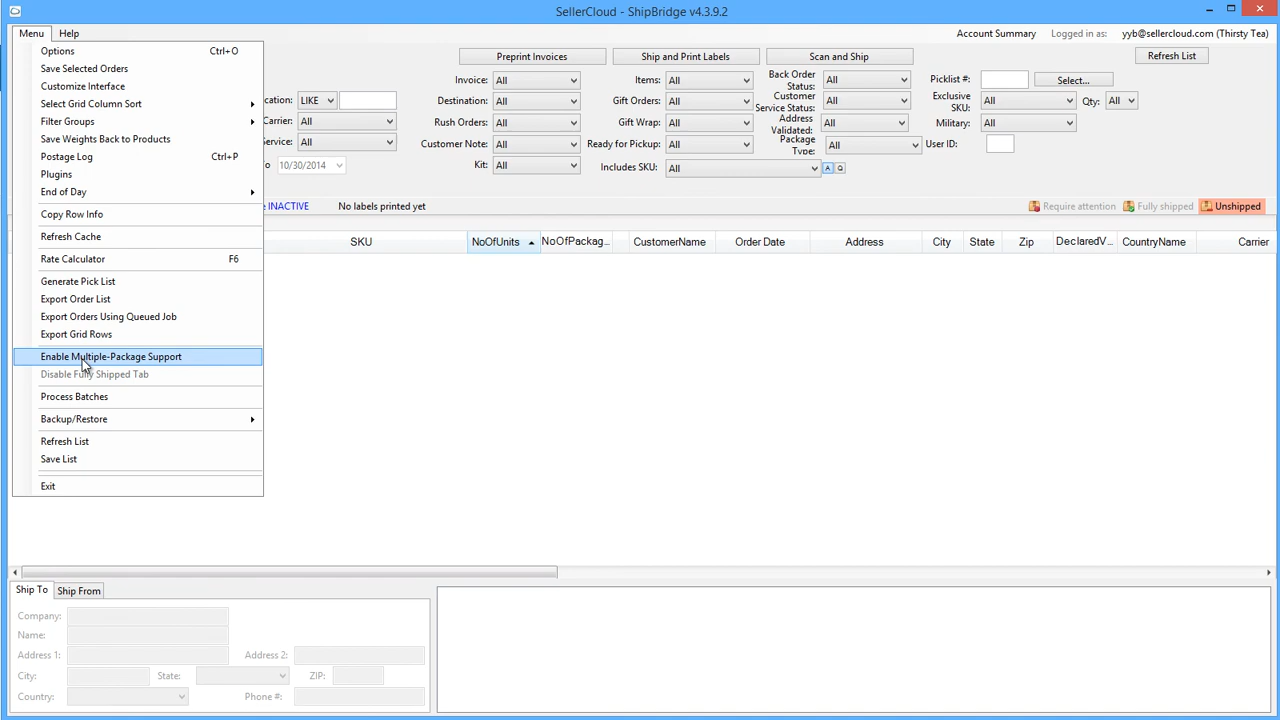 SellerCloud - ShipBridge v4.3.9.2
Menu Help Account Summary Logged in as: yyb@sellercloud.com (Thirsty Tea)
Options Ctrl+O
Save Selected Orders
Customize Interface
Select Grid Column Sort
Filter Groups
Save Weights Back to Products
Postage Log Ctrl+P
Plugins
End of Day
Copy Row Info
Refresh Cache
Rate Calculator F6
Generate Pick List
Export Order List
Export Orders Using Queued Job
Export Grid Rows
Enable Multiple-Package Support
Disable Fully Shipped Tab
Process Batches
Backup/Restore
Refresh List
Save List
Exit
Preprint Invoices Ship and Print Labels Scan and Ship Refresh List
cation: LIKE
Carrier: All
Service: All
o 10/30/2014
Invoice: All
Destination: All
Rush Orders: All
Customer Note: All
Kit: All
Items: All
Gift Orders: All
Gift Wrap: All
Ready for Pickup: All
Includes SKU: All A Q
Back Order Status: All
Customer Service Status: All
Address Validated: All
Package Type: All
Picklist #: Select...
Exclusive SKU: All Qty: All
Military: All
User ID:
e INACTIVE No labels printed yet Require attention Fully shipped Unshipped
SKU NoOfUnits NoOfPackag... CustomerName Order Date Address City State Zip DeclaredV... CountryName Carrier
Ship To Ship From
Company:
Name:
Address 1: Address 2:
City: State: ZIP:
Country: Phone #: